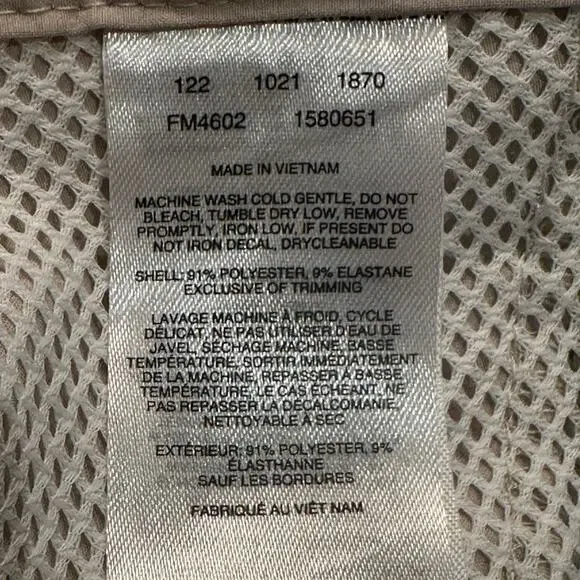 122 1021 1870
FM4602 1580651
MADE IN VIETNAM
MACHINE WASH COLD GENTLE, DO NOT
BLEACH, TUMBLE DRY LOW, REMOVE
PROMPTLY, IRON LOW, IF PRESENT DO
NOT IRON DECAL, DRYCLEANABLE
SHELL: 91% POLYESTER, 9% ELASTANE
EXCLUSIVE OF TRIMMING
LAVAGE MACHINE À FROID, CYCLE
DÉLICAT, NE PAS UTILISER D'EAU DE
JAVEL, SÉCHAGE MACHINE, BASSE
TEMPÉRATURE, SORTIR IMMÉDIATEMENT
DE LA MACHINE, REPASSER À BASSE
TEMPÉRATURE, LE CAS ÉCHEANT, NE
PAS REPASSER LA DÉCALCOMANIE,
NETTOYABLE À SEC
EXTÉRIEUR: 91% POLYESTER, 9%
ÉLASTHANNE
SAUF LES BORDURES
FABRIQUÉ AU VIÊT NAM